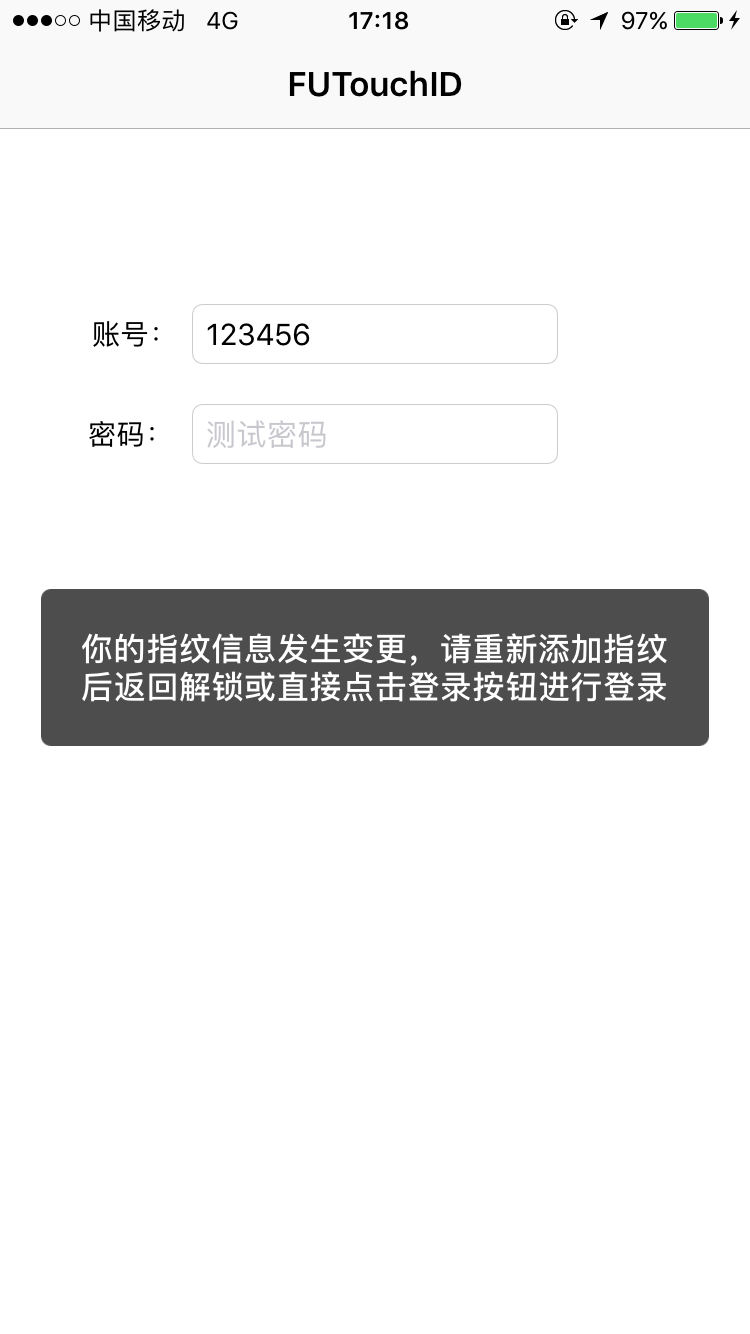 中国移动 4G 17:18 97%
FUTouchID
账号: 123456
密码: 测试密码
你的指纹信息发生变更，请重新添加指纹
后返回解锁或直接点击登录按钮进行登录